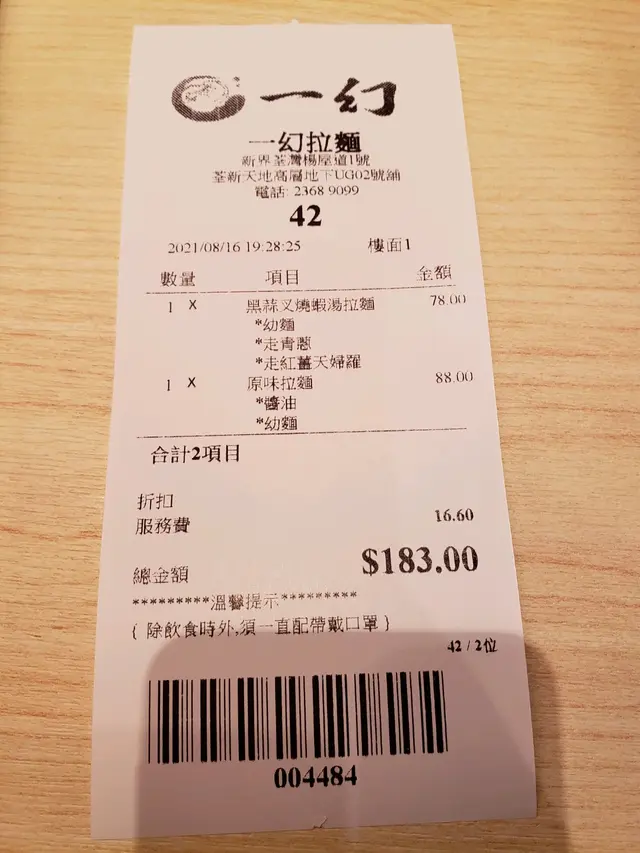 一幻
一幻拉麵
新界荃灣楊屋道1號
荃新天地高層地下UG02號舖
電話: 2368 9099
42
2021/08/16 19:28:25 樓面1
數量 項目 金額
1 X 黑蒜叉燒蝦湯拉麵 78.00
*幼麵
*走青蔥
*走紅薑天婦羅
1 X 原味拉麵 88.00
*醬油
*幼麵
合計2項目
折扣
服務費 16.60
總金額 $183.00
*********溫馨提示*********
{ 除飲食時外,須一直配帶戴口罩 }
42 / 2位
004484